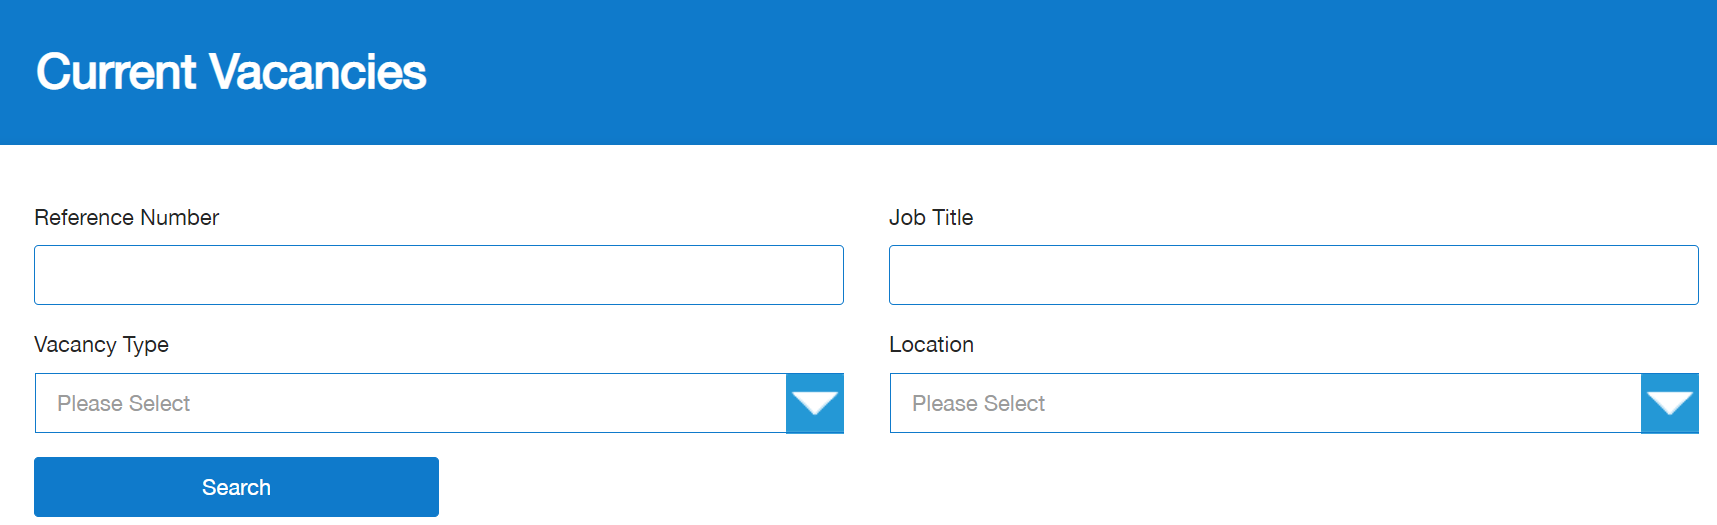 Current Vacancies
Reference Number
Job Title
Vacancy Type
Location
Please Select
Please Select
Search